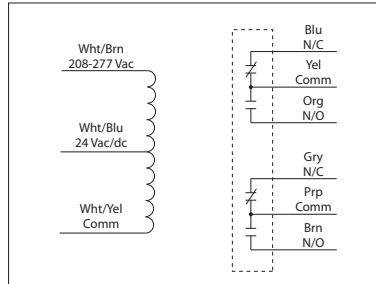 Wht/Brn
208-277 Vac
Wht/Blu
24 Vac/dc
Wht/Yel
Comm
Blu
N/C
Yel
Comm
Org
N/O
Gry
N/C
Prp
Comm
Brn
N/O